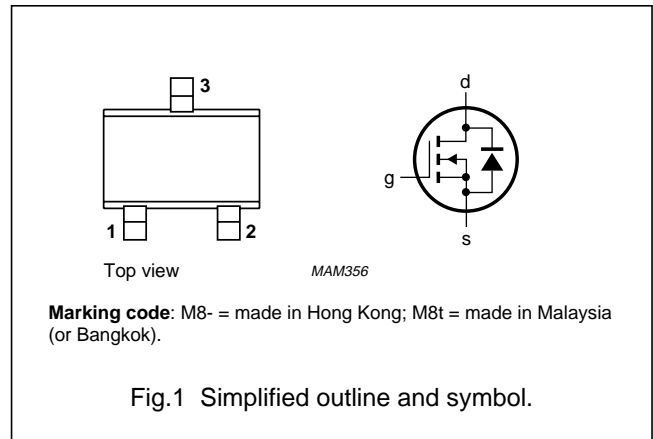 3
d
g
1
2
s
Top view
MAM356
Marking code: M8- = made in Hong Kong; M8t = made in Malaysia
(or Bangkok).
Fig.1 Simplified outline and symbol.